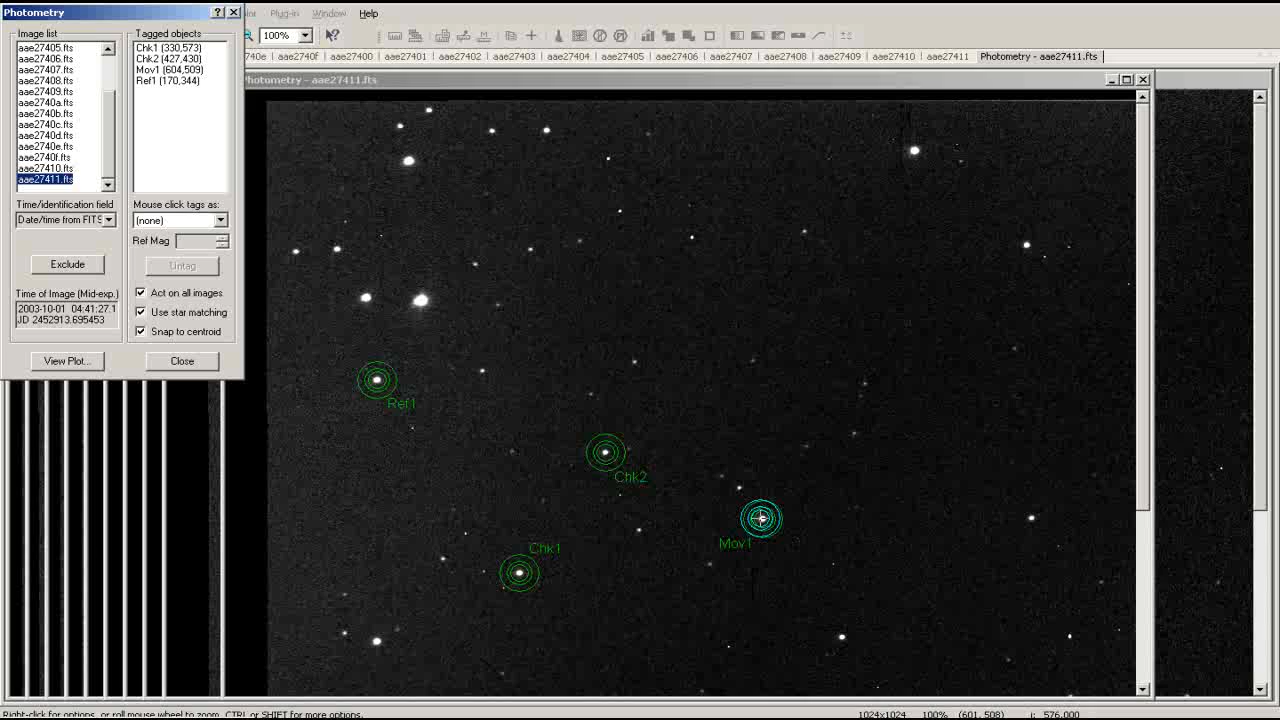 Photometry
Image list
aae27405.fts
aae27406.fts
aae27407.fts
aae27408.fts
aae27409.fts
aae2740a.fts
aae2740b.fts
aae2740c.fts
aae2740d.fts
aae2740e.fts
aae2740f.fts
aae27410.fts
aae27411.fts
Tagged objects
Chk1 (330,573)
Chk2 (427,430)
Mov1 (604,509)
Ref1 (170,344)
Time/identification field
Date/time from FITS
Mouse click tags as:
(none)
Ref Mag
Exclude
Untag
Time of Image (Mid-exp.)
2003-10-01 04:41:27.1
JD 2452913.695453
Act on all images
Use star matching
Snap to centroid
View Plot...
Close
Plug-in Window Help
100%
aae2740f aae27400 aae27401 aae27402 aae27403 aae27404 aae27405 aae27406 aae27407 aae27408 aae27409 aae27410 aae27411 Photometry - aae27411.fts
Photometry - aae27411.fts
Ref1
Chk2
Mov1
Chk1
Right-click for options, or roll mouse wheel to zoom. CTRL or SHIFT for more options.
1024x1024 100% (601, 508) i: 576.000